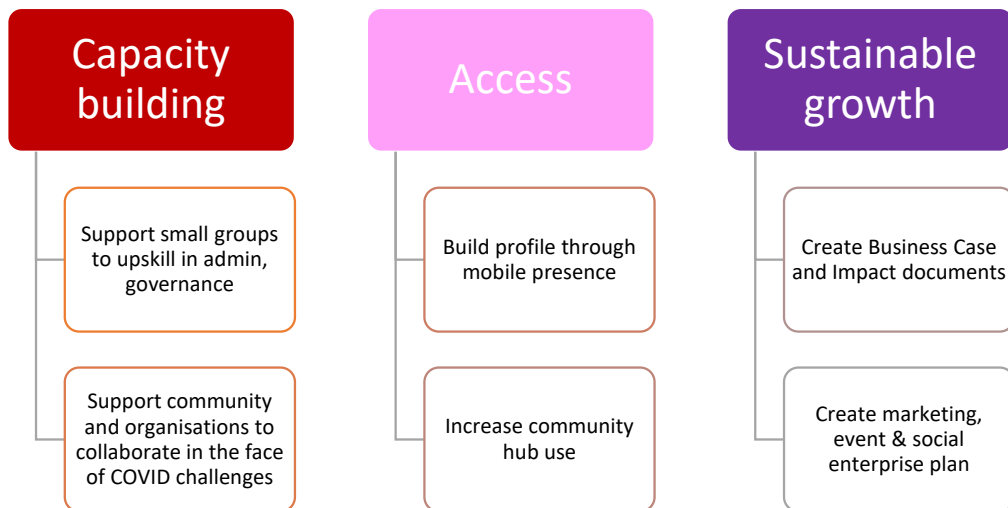 Capacity
building
Support small groups
to upskill in admin,
governance
Support community
and organisations to
collaborate in the face
of COVID challenges
Access
Build profile through
mobile presence
Increase community
hub use
Sustainable
growth
Create Business Case
and Impact documents
Create marketing,
event & social
enterprise plan